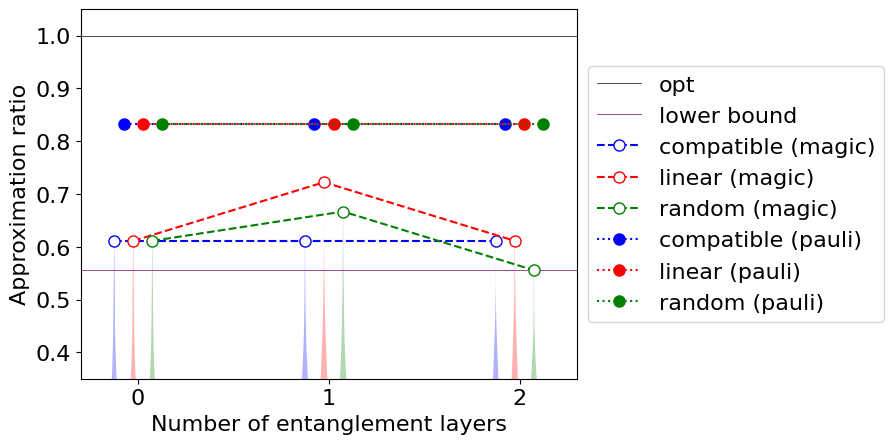 1.0
0.9
0.8
0.7
0.6
0.5
0.4
Approximation ratio
0 1 2
Number of entanglement layers
opt
lower bound
compatible (magic)
linear (magic)
random (magic)
compatible (pauli)
linear (pauli)
random (pauli)